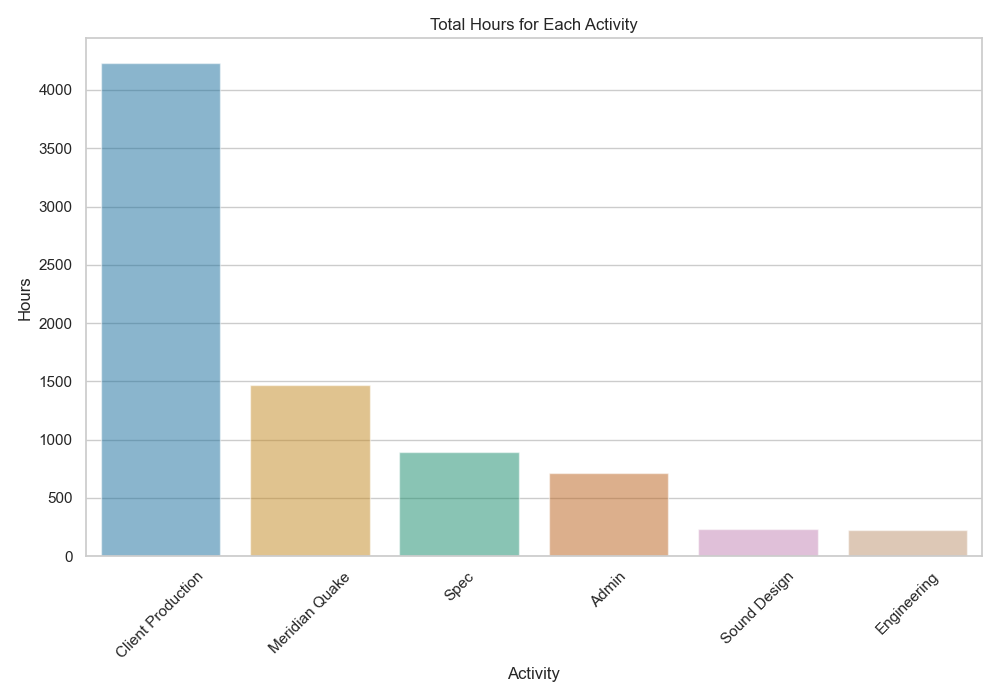 Total Hours for Each Activity
Hours
4000
3500
3000
2500
2000
1500
1000
500
0
Client Production
Meridian Quake
Spec
Admin
Sound Design
Engineering
Activity